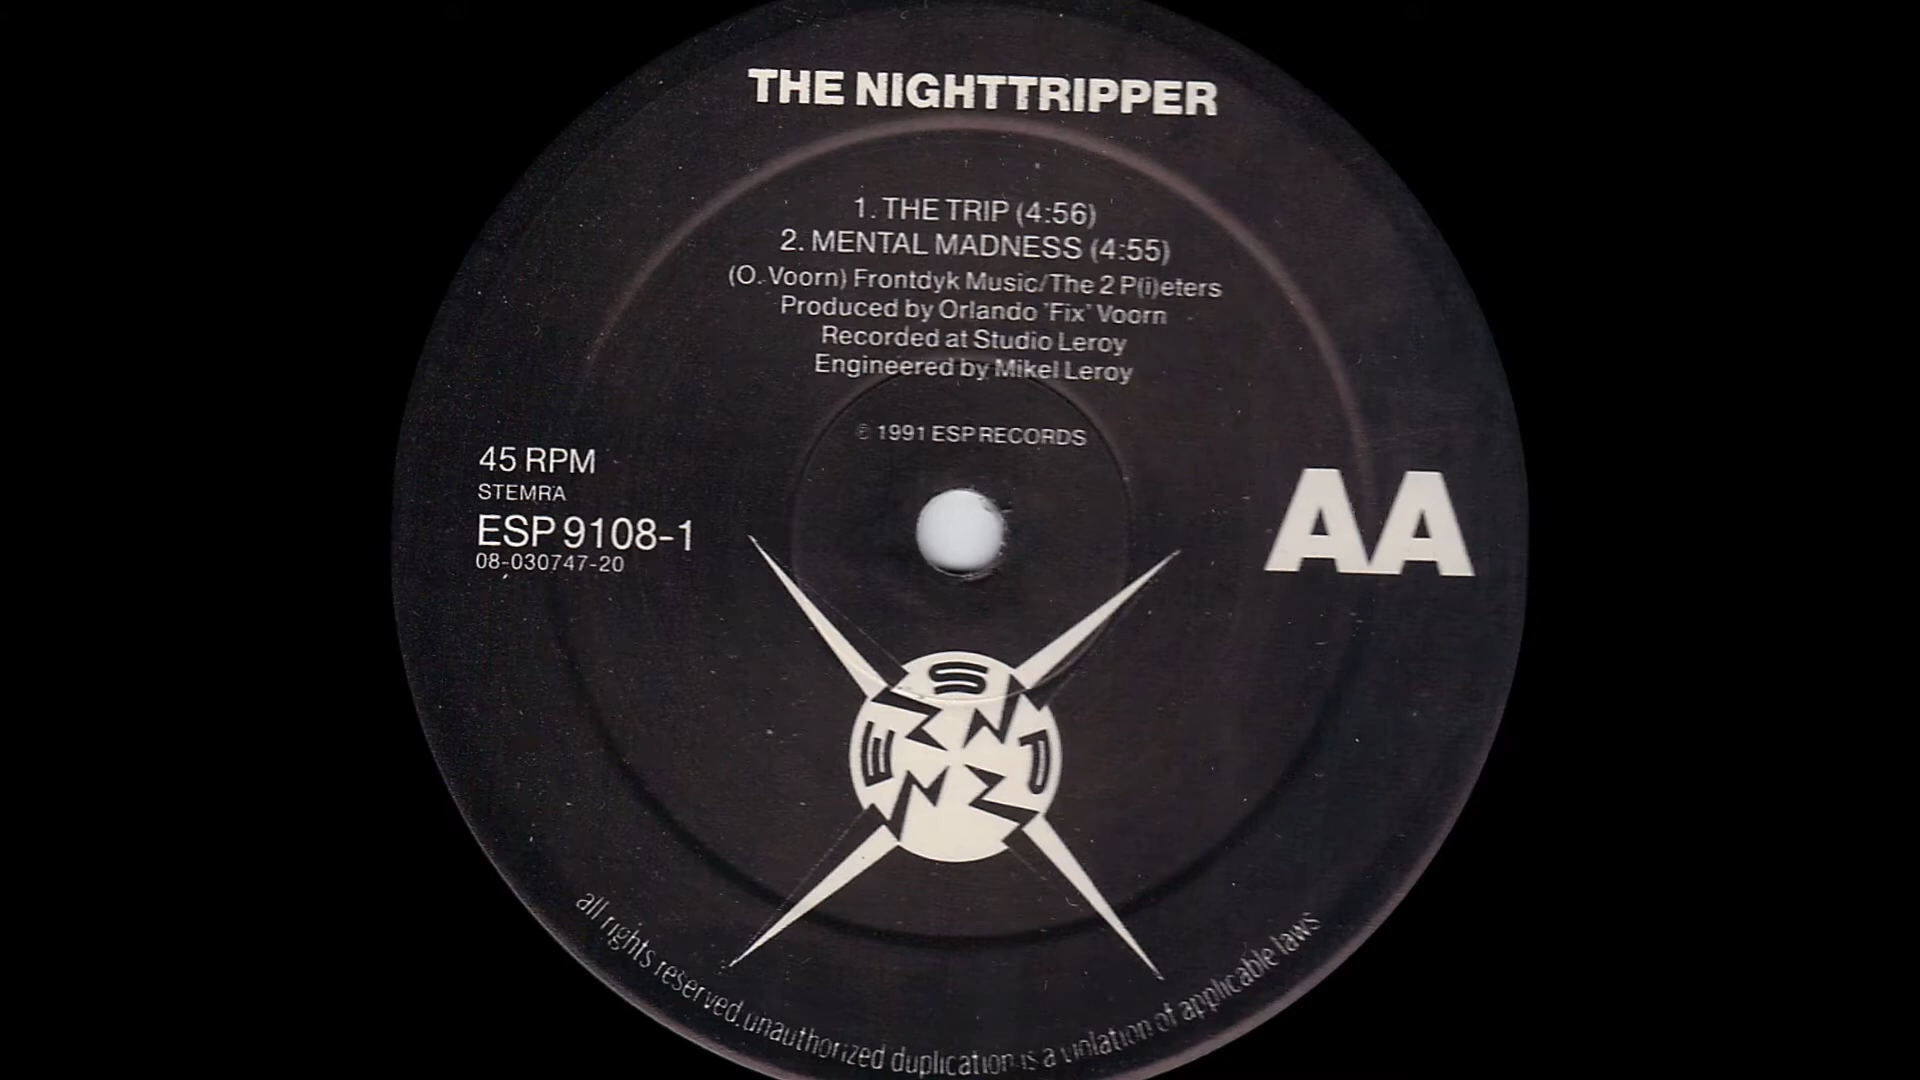 THE NIGHTTRIPPER
1. THE TRIP (4:56)
2. MENTAL MADNESS (4:55)
(O. Voorn) Frontdyk Music/The 2 P(i)eters
Produced by Orlando 'Fix' Voorn
Recorded at Studio Leroy
Engineered by Mikel Leroy
℗ 1991 ESP RECORDS
45 RPM
STEMRA
ESP 9108-1
08-030747-20
AA
ESP
all rights reserved. unauthorized duplication is a violation of applicable laws